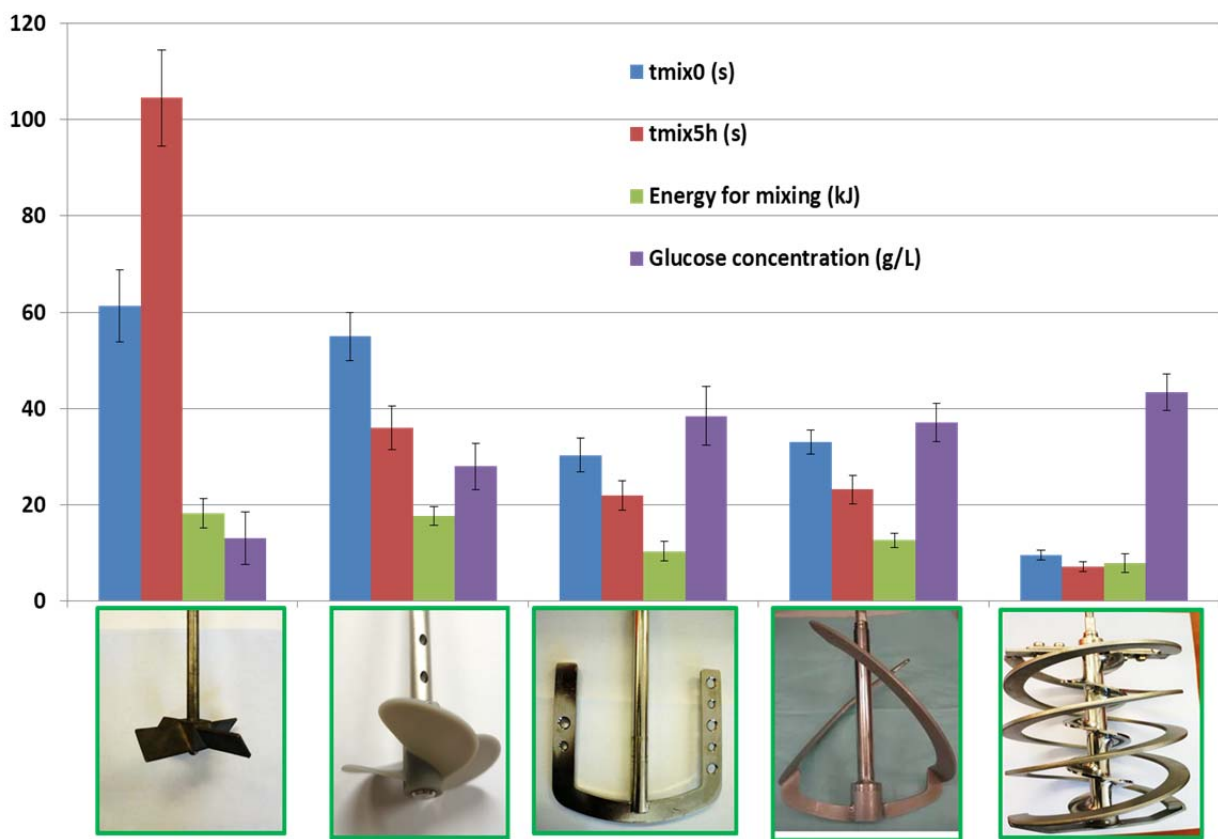 120
100
80
60
40
20
0
tmix0 (s)
tmix5h (s)
Energy for mixing (kJ)
Glucose concentration (g/L)